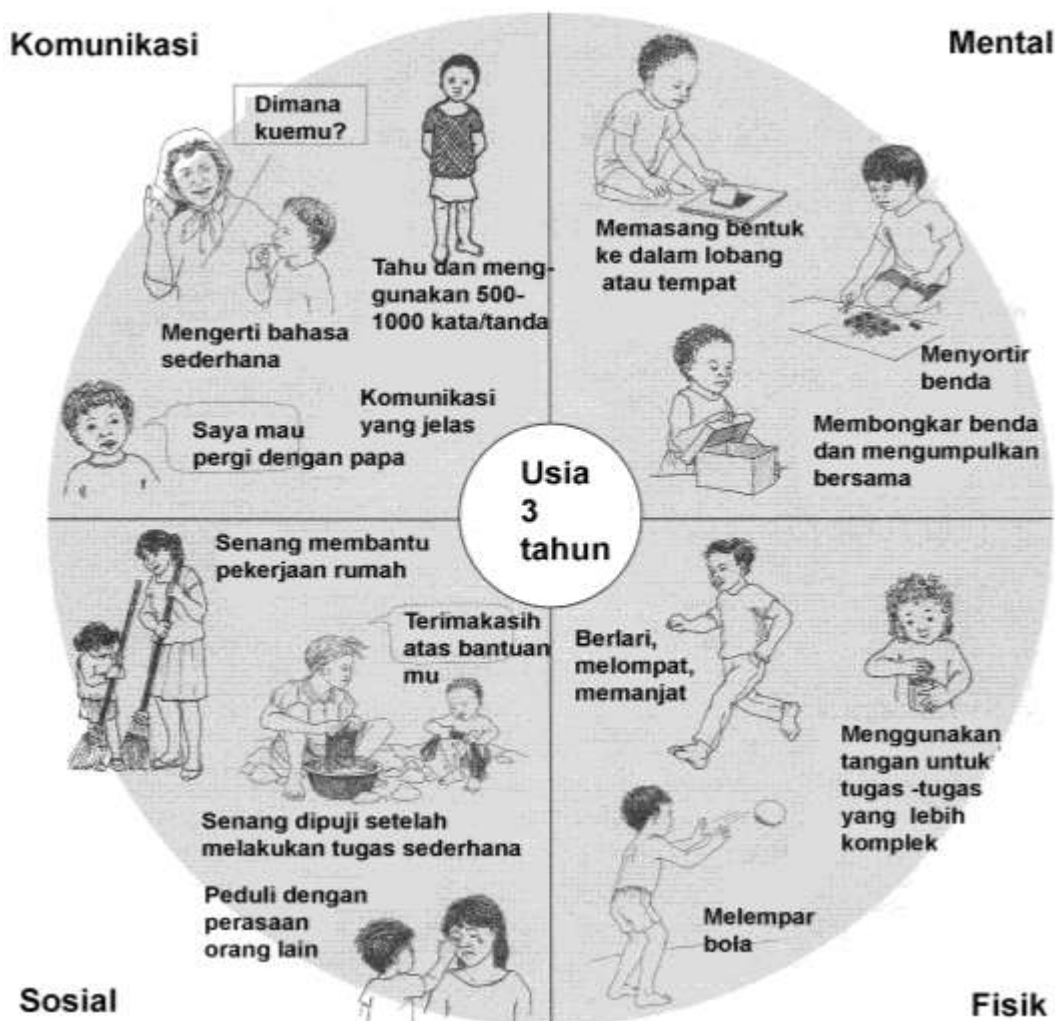 Komunikasi
Dimana
kuemu?
Tahu dan meng-
gunakan 500-
1000 kata/tanda
Mengerti bahasa
sederhana
Komunikasi
yang jelas
Saya mau
pergi dengan papa
Mental
Memasang bentuk
ke dalam lobang
atau tempat
Menyortir
benda
Membongkar benda
dan mengumpulkan
bersama
Usia
3
tahun
Senang membantu
pekerjaan rumah
Terimakasih
atas bantuan
mu
Senang dipuji setelah
melakukan tugas sederhana
Peduli dengan
perasaan
orang lain
Sosial
Berlari,
melompat,
memanjat
Menggunakan
tangan untuk
tugas -tugas
yang lebih
komplek
Melempar
bola
Fisik